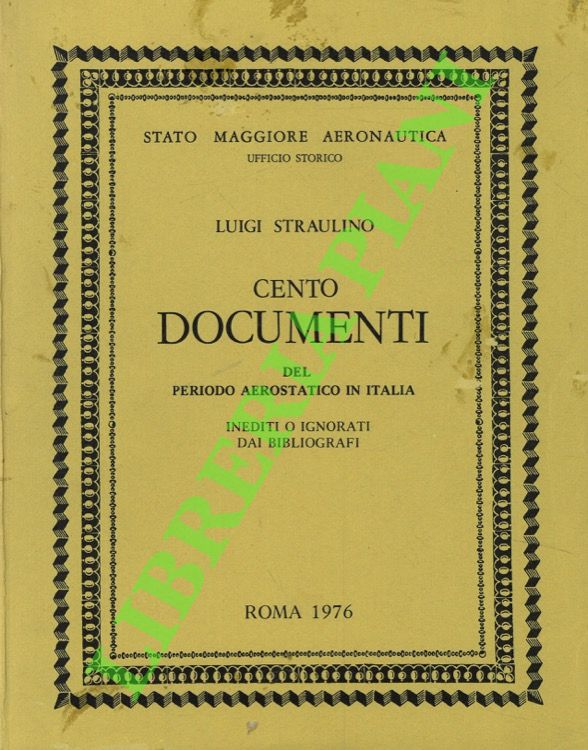 STATO MAGGIORE AERONAUTICA
UFFICIO STORICO
LUIGI STRAULINO
CENTO
DOCUMENTI
DEL
PERIODO AEROSTATICO IN ITALIA
INEDITI O IGNORATI
DAI BIBLIOGRAFI
ROMA 1976
LIBRERIA PIANI